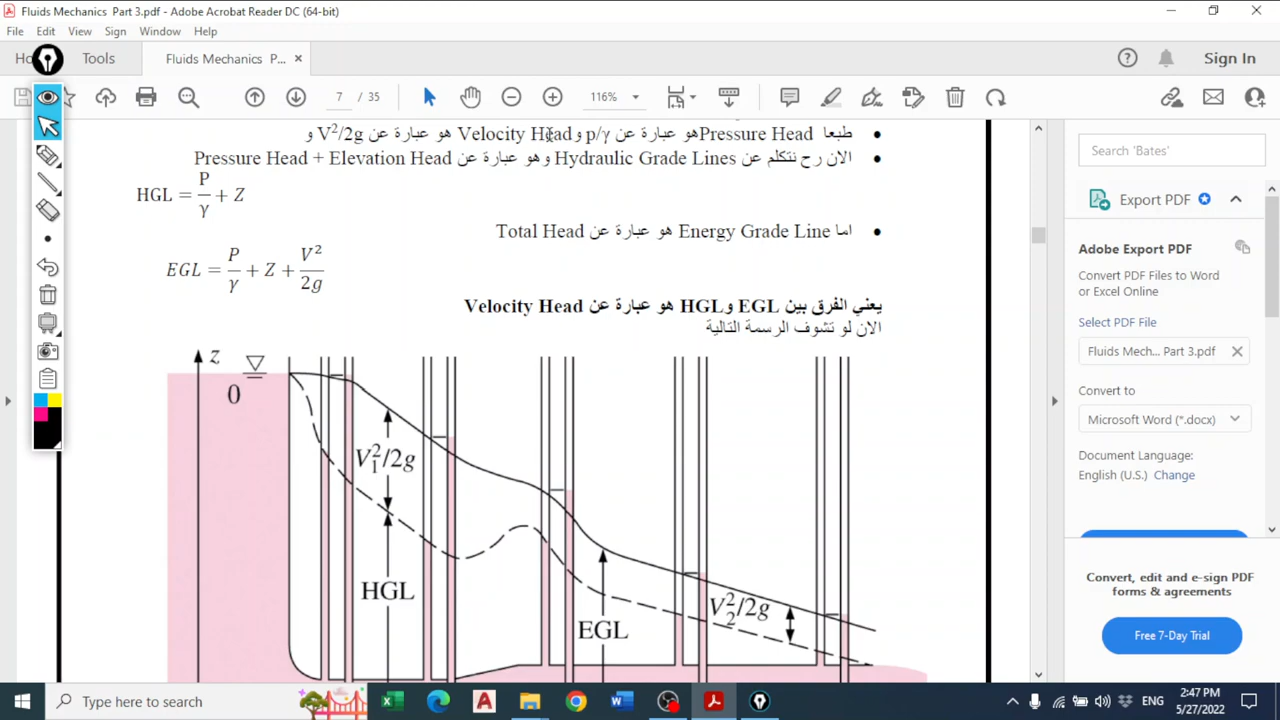 Fluids Mechanics Part 3.pdf - Adobe Acrobat Reader DC (64-bit)
File Edit View Sign Window Help
Ho
Tools
Fluids Mechanics P... ×
Sign In
7 / 35
116%
طبعا Pressure Head هو عبارة عن p/γ و Velocity Head هو عبارة عن V²/2g و
الان رح نتكلم عن Hydraulic Grade Lines وهو عبارة عن Pressure Head + Elevation Head
HGL = P/γ + Z
اما Energy Grade Line هو عبارة عن Total Head
EGL = P/γ + Z + V²/2g
يعني الفرق بين EGL و HGL هو عبارة عن Velocity Head
الان لو تشوف الرسمة التالية
z
0
V₁²/2g
HGL
EGL
V₂²/2g
Search 'Bates'
Export PDF
Adobe Export PDF
Convert PDF Files to Word
or Excel Online
Select PDF File
Fluids Mech... Part 3.pdf
Convert to
Microsoft Word (*.docx)
Document Language:
English (U.S.) Change
Convert, edit and e-sign PDF
forms & agreements
Free 7-Day Trial
Type here to search
ENG
2:47 PM
5/27/2022